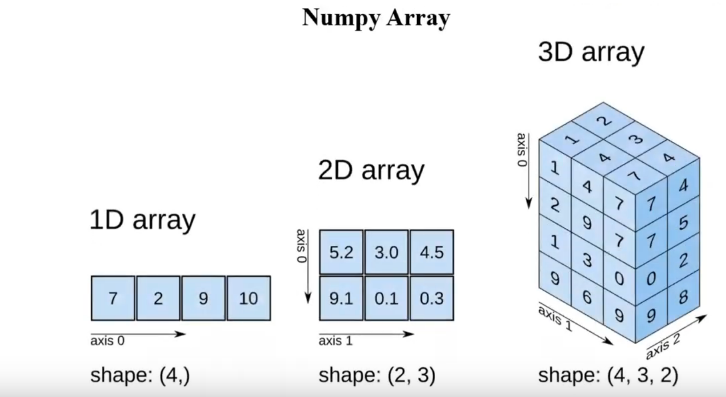 Numpy Array
3D array
2D array
1D array
axis 0
7 2 9 10
axis 0
shape: (4,)
axis 0
5.2 3.0 4.5
9.1 0.1 0.3
axis 1
shape: (2, 3)
axis 0
2
1 3
4 4
7
1 4 7
2 9 7
1 3 0
9 6 9
7 4
7 5
0 2
9 8
axis 1
axis 2
shape: (4, 3, 2)